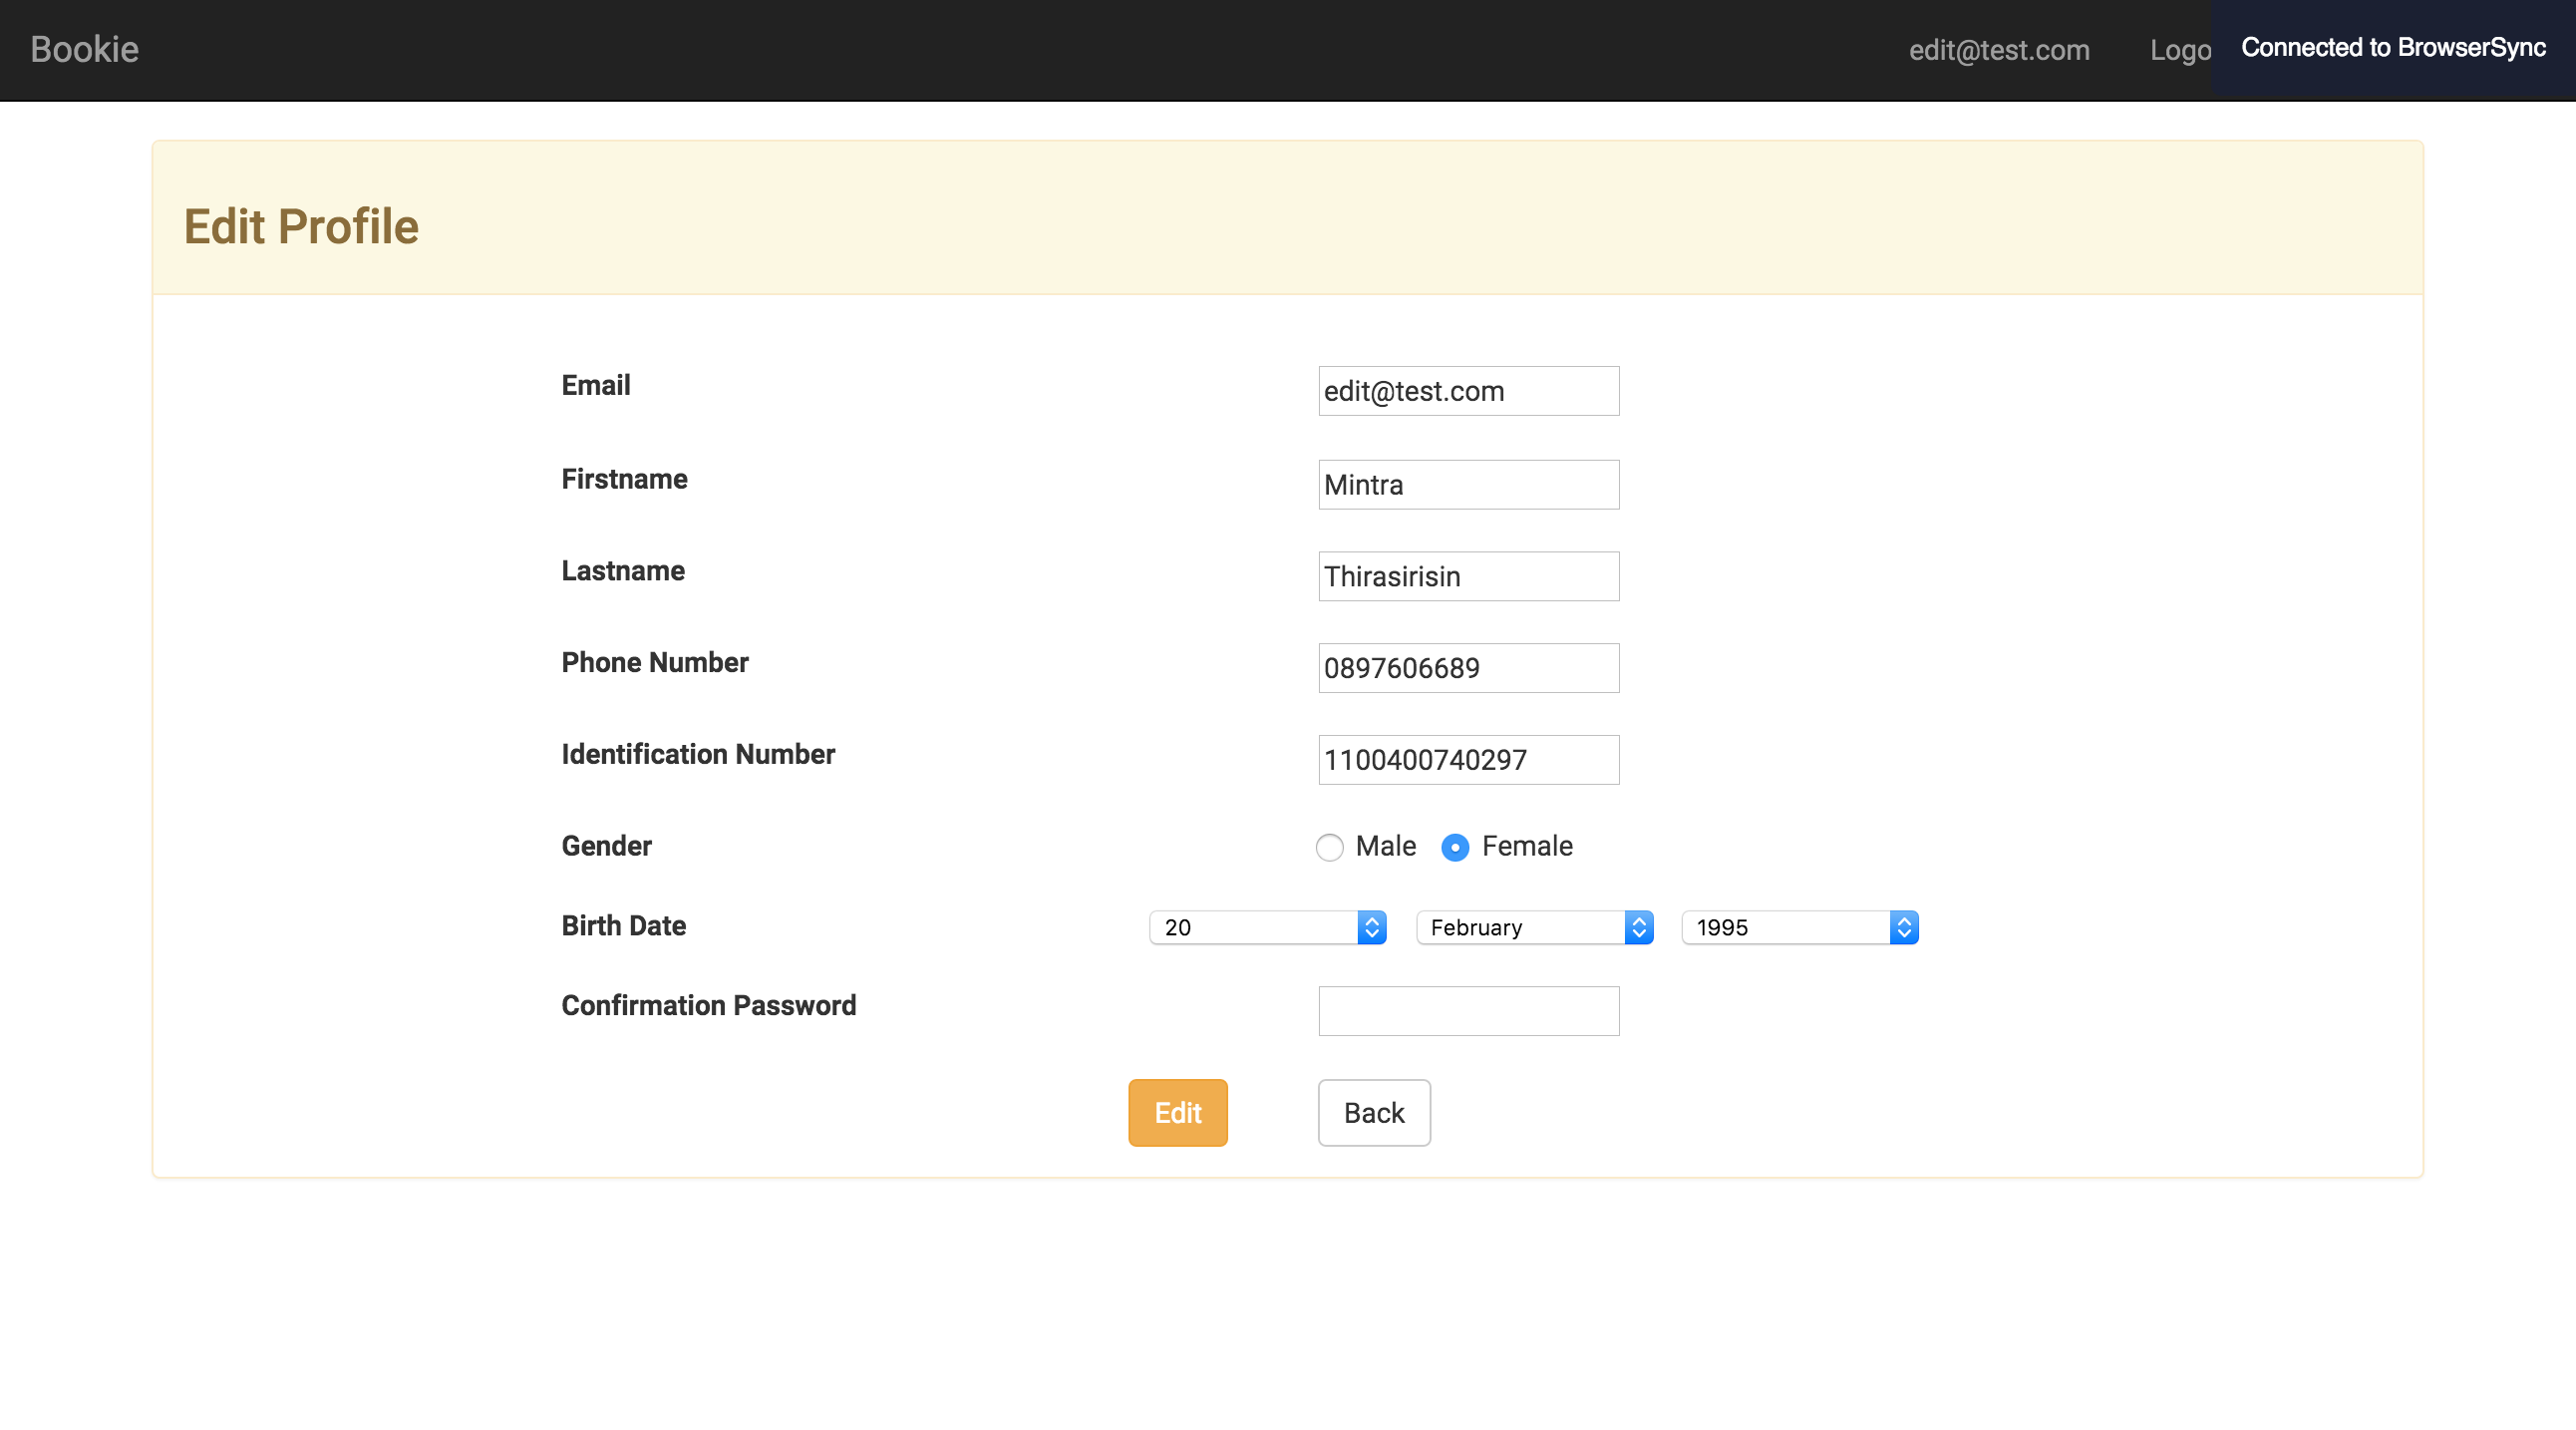 Bookie edit@test.com Logo Connected to BrowserSync
Edit Profile
Email edit@test.com
Firstname Mintra
Lastname Thirasirisin
Phone Number 0897606689
Identification Number 1100400740297
Gender Male Female
Birth Date 20 February 1995
Confirmation Password
Edit Back